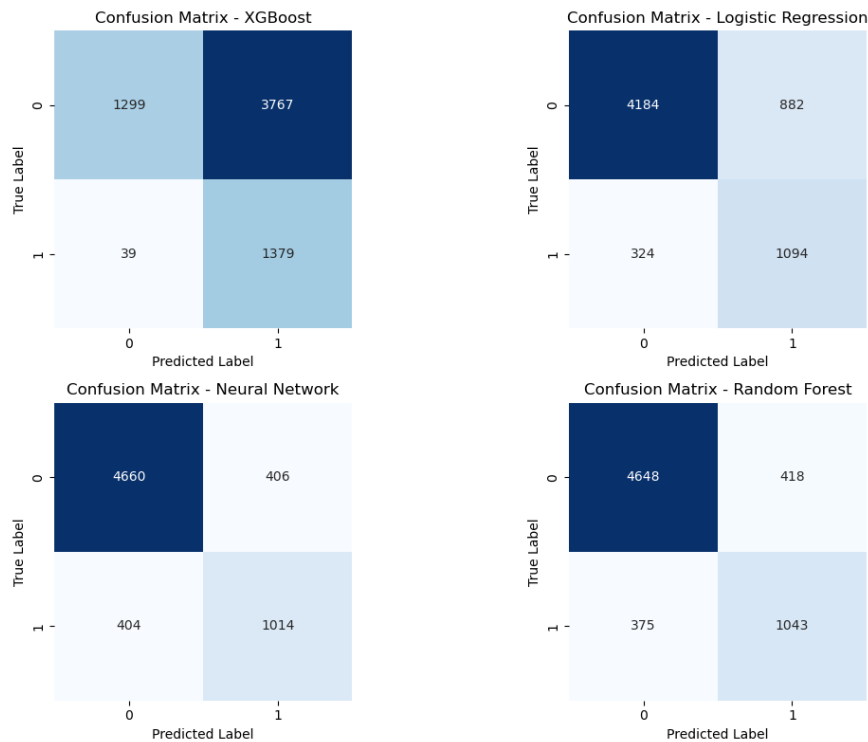 Confusion Matrix - XGBoost
0
1299
3767
True Label
1
39
1379
0
1
Predicted Label
Confusion Matrix - Logistic Regression
0
4184
882
True Label
1
324
1094
0
1
Predicted Label
Confusion Matrix - Neural Network
0
4660
406
True Label
1
404
1014
0
1
Predicted Label
Confusion Matrix - Random Forest
0
4648
418
True Label
1
375
1043
0
1
Predicted Label